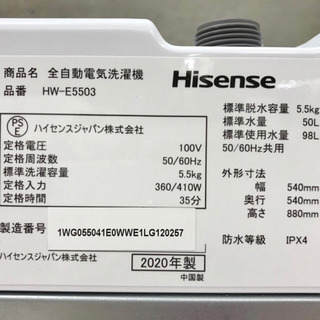 商品名 全自動電気洗濯機
品番 HW-E5503
Hisense
PS
E
ハイセンスジャパン株式会社
定格電圧 100V
定格周波数 50/60Hz
標準洗濯容量 5.5kg
定格入力 360/410W
定格時間 35分
製造番号 1WG055041E0WWE1LG120257
ハイセンスジャパン株式会社
2020年製
中国製
標準脱水容量 5.5kg
標準水量 50L
標準使用水量 98L
50/60Hz共用
外形寸法
幅 540mm
奥行 540mm
高さ 880mm
防水等級 IPX4